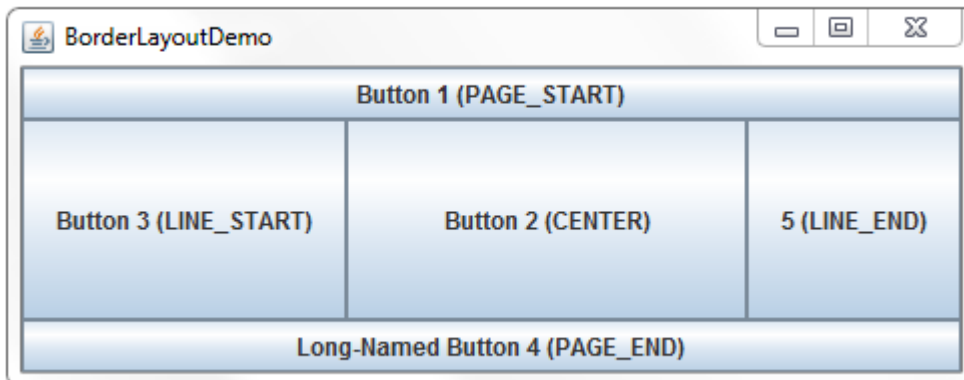 BorderLayoutDemo
Button 1 (PAGE_START)
Button 3 (LINE_START)
Button 2 (CENTER)
5 (LINE_END)
Long-Named Button 4 (PAGE_END)